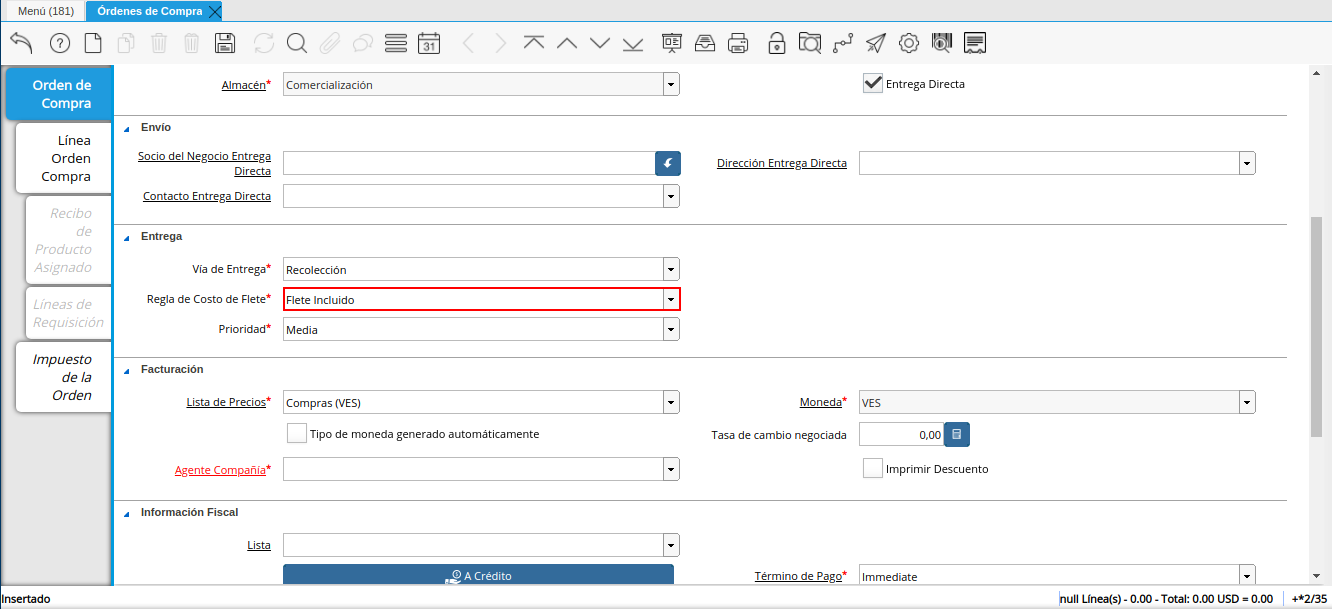 Menú (181)
Órdenes de Compra
31
Orden de
Compra
Línea
Orden
Compra
Recibo
de
Producto
Asignado
Líneas de
Requisición
Impuesto
de la
Orden
Almacén*
Comercialización
Entrega Directa
Envío
Socio del Negocio Entrega
Directa
Dirección Entrega Directa
Contacto Entrega Directa
Entrega
Vía de Entrega*
Recolección
Regla de Costo de Flete*
Flete Incluido
Prioridad*
Media
Facturación
Lista de Precios*
Compras (VES)
Moneda*
VES
Tipo de moneda generado automáticamente
Tasa de cambio negociada
0,00
Agente Compañía*
Imprimir Descuento
Información Fiscal
Lista
A Crédito
Término de Pago*
Immediate
Insertado
null Línea(s) - 0.00 - Total: 0.00 USD = 0.00
+*2/35